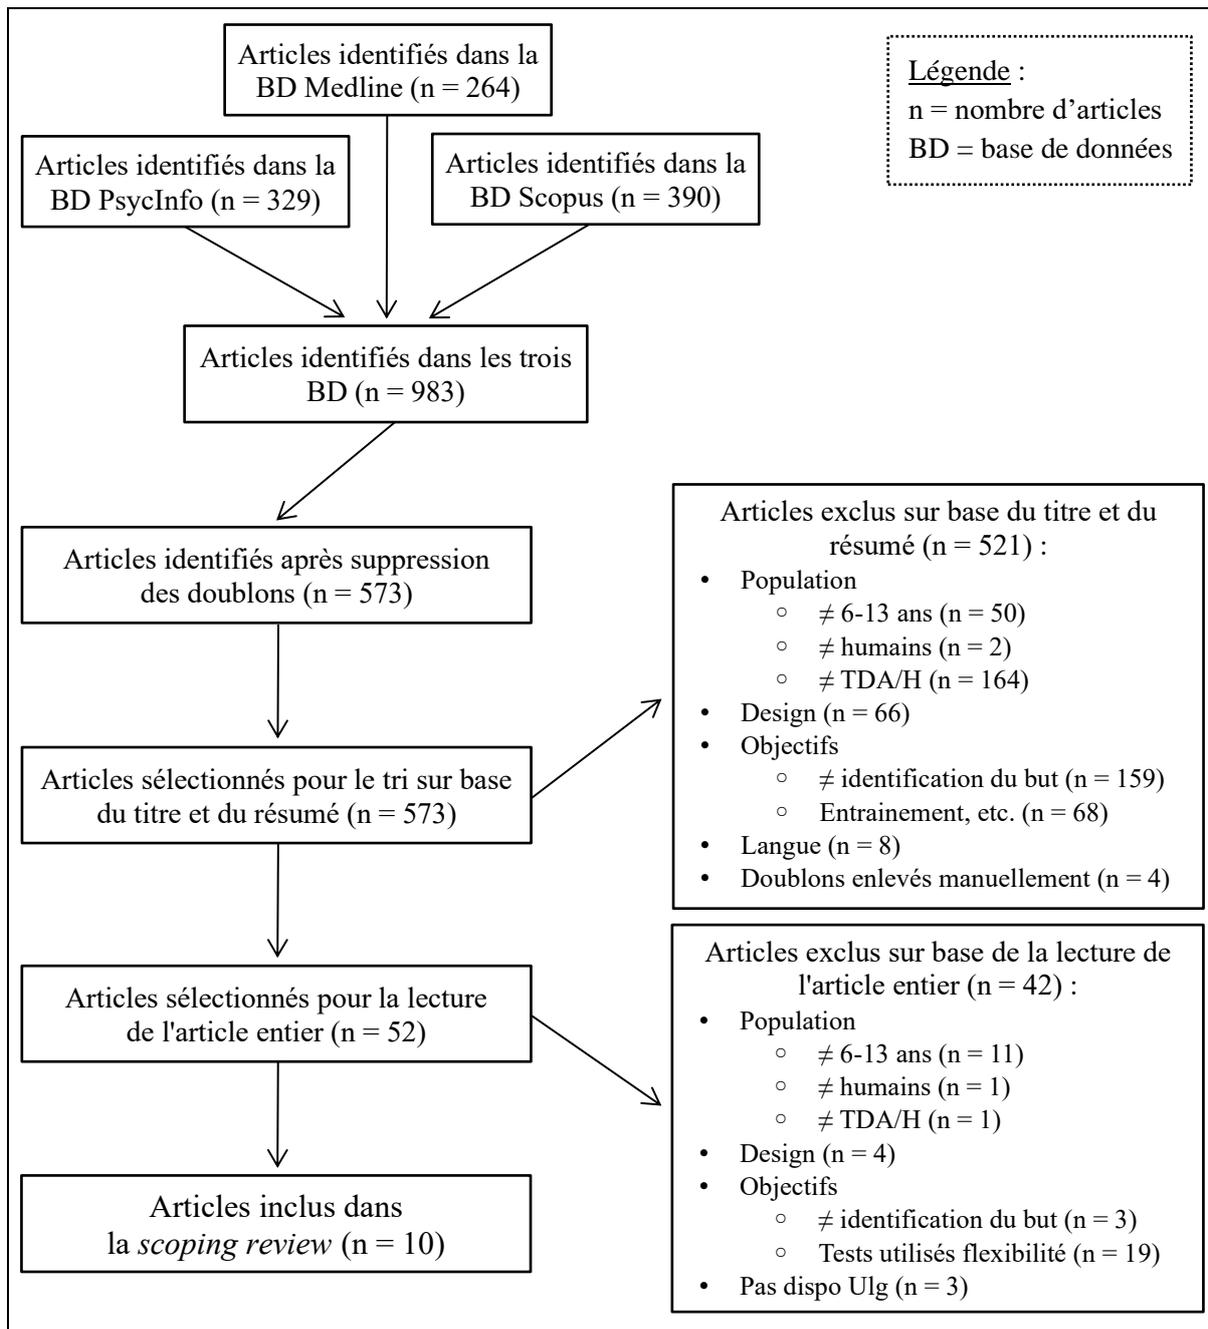 Articles identifiés dans la
BD Medline (n = 264)
Légende :
n = nombre d’articles
BD = base de données
Articles identifiés dans la
BD PsycInfo (n = 329)
Articles identifiés dans la
BD Scopus (n = 390)
Articles identifiés dans les trois
BD (n = 983)
Articles identifiés après suppression
des doublons (n = 573)
Articles exclus sur base du titre et du
résumé (n = 521) :
• Population
○ ≠ 6-13 ans (n = 50)
○ ≠ humains (n = 2)
○ ≠ TDA/H (n = 164)
• Design (n = 66)
• Objectifs
○ ≠ identification du but (n = 159)
○ Entrainement, etc. (n = 68)
• Langue (n = 8)
• Doublons enlevés manuellement (n = 4)
Articles sélectionnés pour le tri sur base
du titre et du résumé (n = 573)
Articles sélectionnés pour la lecture
de l'article entier (n = 52)
Articles exclus sur base de la lecture de
l'article entier (n = 42) :
• Population
○ ≠ 6-13 ans (n = 11)
○ ≠ humains (n = 1)
○ ≠ TDA/H (n = 1)
• Design (n = 4)
• Objectifs
○ ≠ identification du but (n = 3)
○ Tests utilisés flexibilité (n = 19)
• Pas dispo Ulg (n = 3)
Articles inclus dans
la scoping review (n = 10)